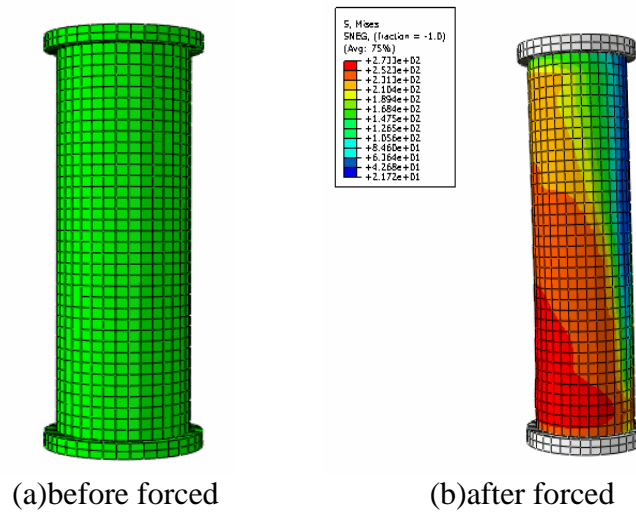 S, Mises
SNEG, (fraction = -1.0)
(Avg: 75%)
+2.733e+02
+2.523e+02
+2.313e+02
+2.104e+02
+1.894e+02
+1.684e+02
+1.475e+02
+1.265e+02
+1.056e+02
+8.460e+01
+6.364e+01
+4.268e+01
+2.172e+01
(a)before forced
(b)after forced